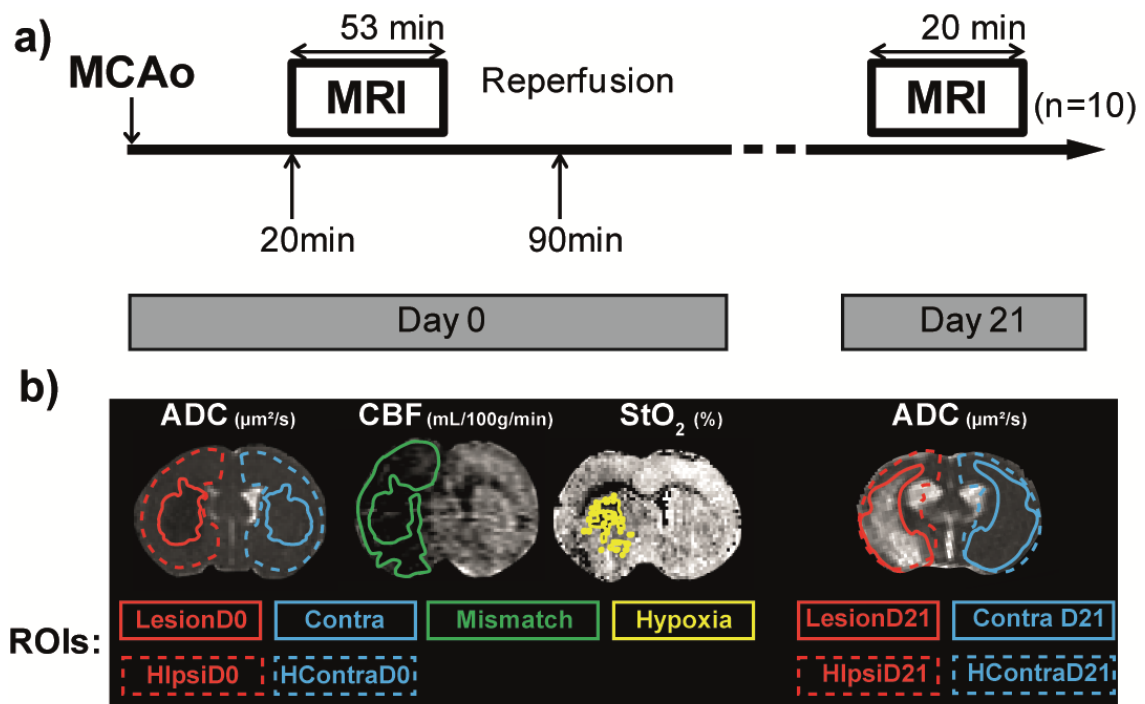 a)
53 min
20 min
MCAo
MRI
Reperfusion
MRI
(n=10)
20min
90min
Day 0
Day 21
b)
ADC (µm²/s)
CBF (mL/100g/min)
StO₂ (%)
ADC (µm²/s)
ROIs:
LesionD0
Contra
Mismatch
Hypoxia
LesionD21
Contra D21
HIpsiD0
HContraD0
HIpsiD21
HContraD21